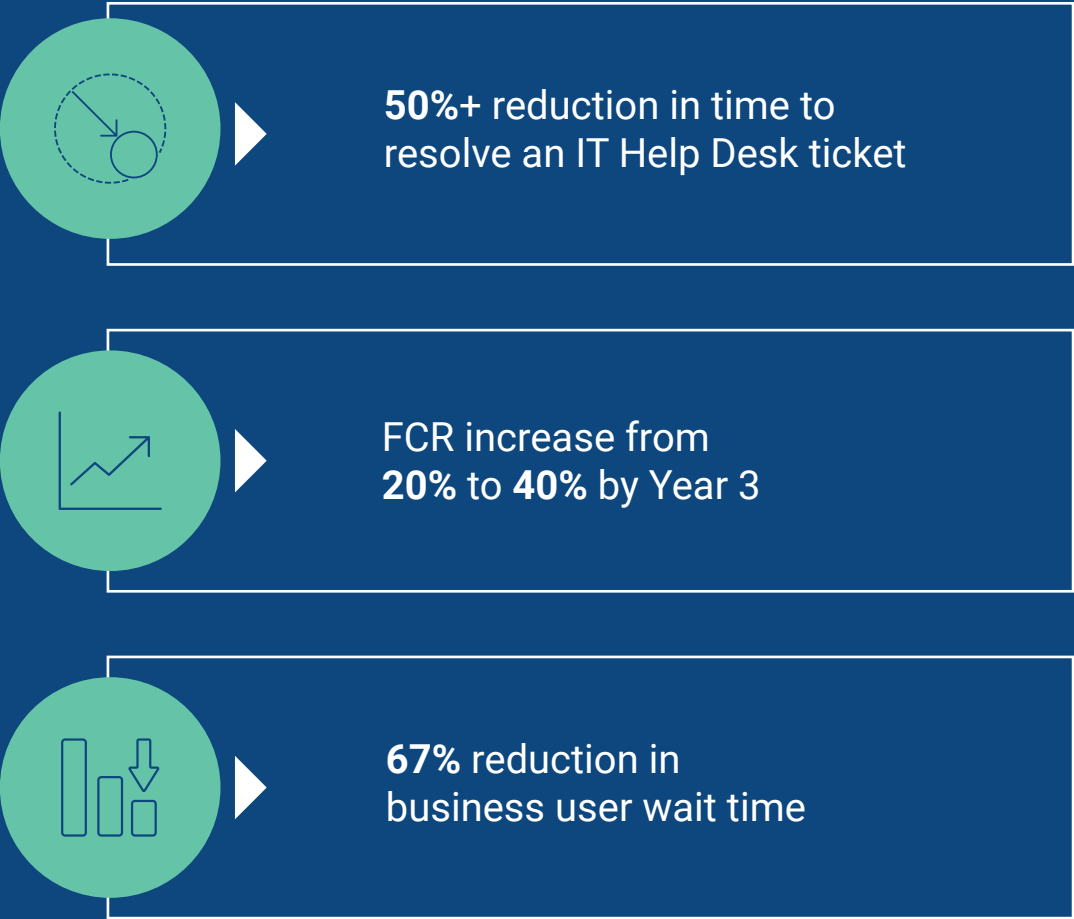 50%+ reduction in time to
resolve an IT Help Desk ticket
FCR increase from
20% to 40% by Year 3
67% reduction in
business user wait time